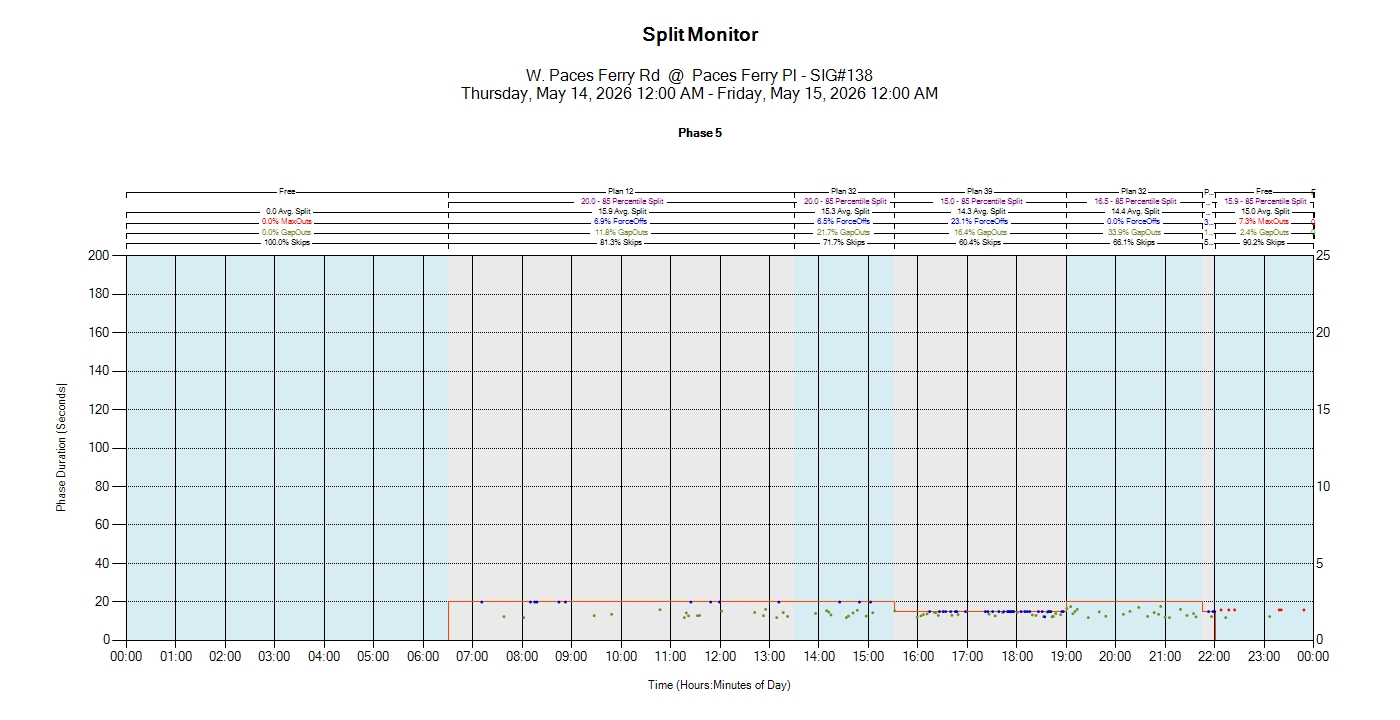 Split Monitor
W. Paces Ferry Rd @ Paces Ferry Pl - SIG#138
Thursday, May 14, 2026 12:00 AM - Friday, May 15, 2026 12:00 AM
Phase 5
Free Plan 12 Plan 32 Plan 39 Plan 32 P... Free F
20.0 - 85 Percentile Split 20.0 - 85 Percentile Split 15.0 - 85 Percentile Split 16.5 - 85 Percentile Split 15.9 - 85 Percentile Split
0.0 Avg. Split 15.9 Avg. Split 15.3 Avg. Split 14.3 Avg. Split 14.4 Avg. Split 15.0 Avg. Split
0.0% MaxOuts 6.9% ForceOffs 6.5% ForceOffs 23.1% ForceOffs 0.0% ForceOffs 3... 7.3% MaxOuts
0.0% GapOuts 11.8% GapOuts 21.7% GapOuts 16.4% GapOuts 33.9% GapOuts 1... 2.4% GapOuts
100.0% Skips 81.3% Skips 71.7% Skips 60.4% Skips 66.1% Skips 5... 90.2% Skips
200 25
180
160 20
140
120 15
100
80 10
60
40 5
20
0 0
Phase Duration (Seconds)
00:00 01:00 02:00 03:00 04:00 05:00 06:00 07:00 08:00 09:00 10:00 11:00 12:00 13:00 14:00 15:00 16:00 17:00 18:00 19:00 20:00 21:00 22:00 23:00 00:00
Time (Hours:Minutes of Day)